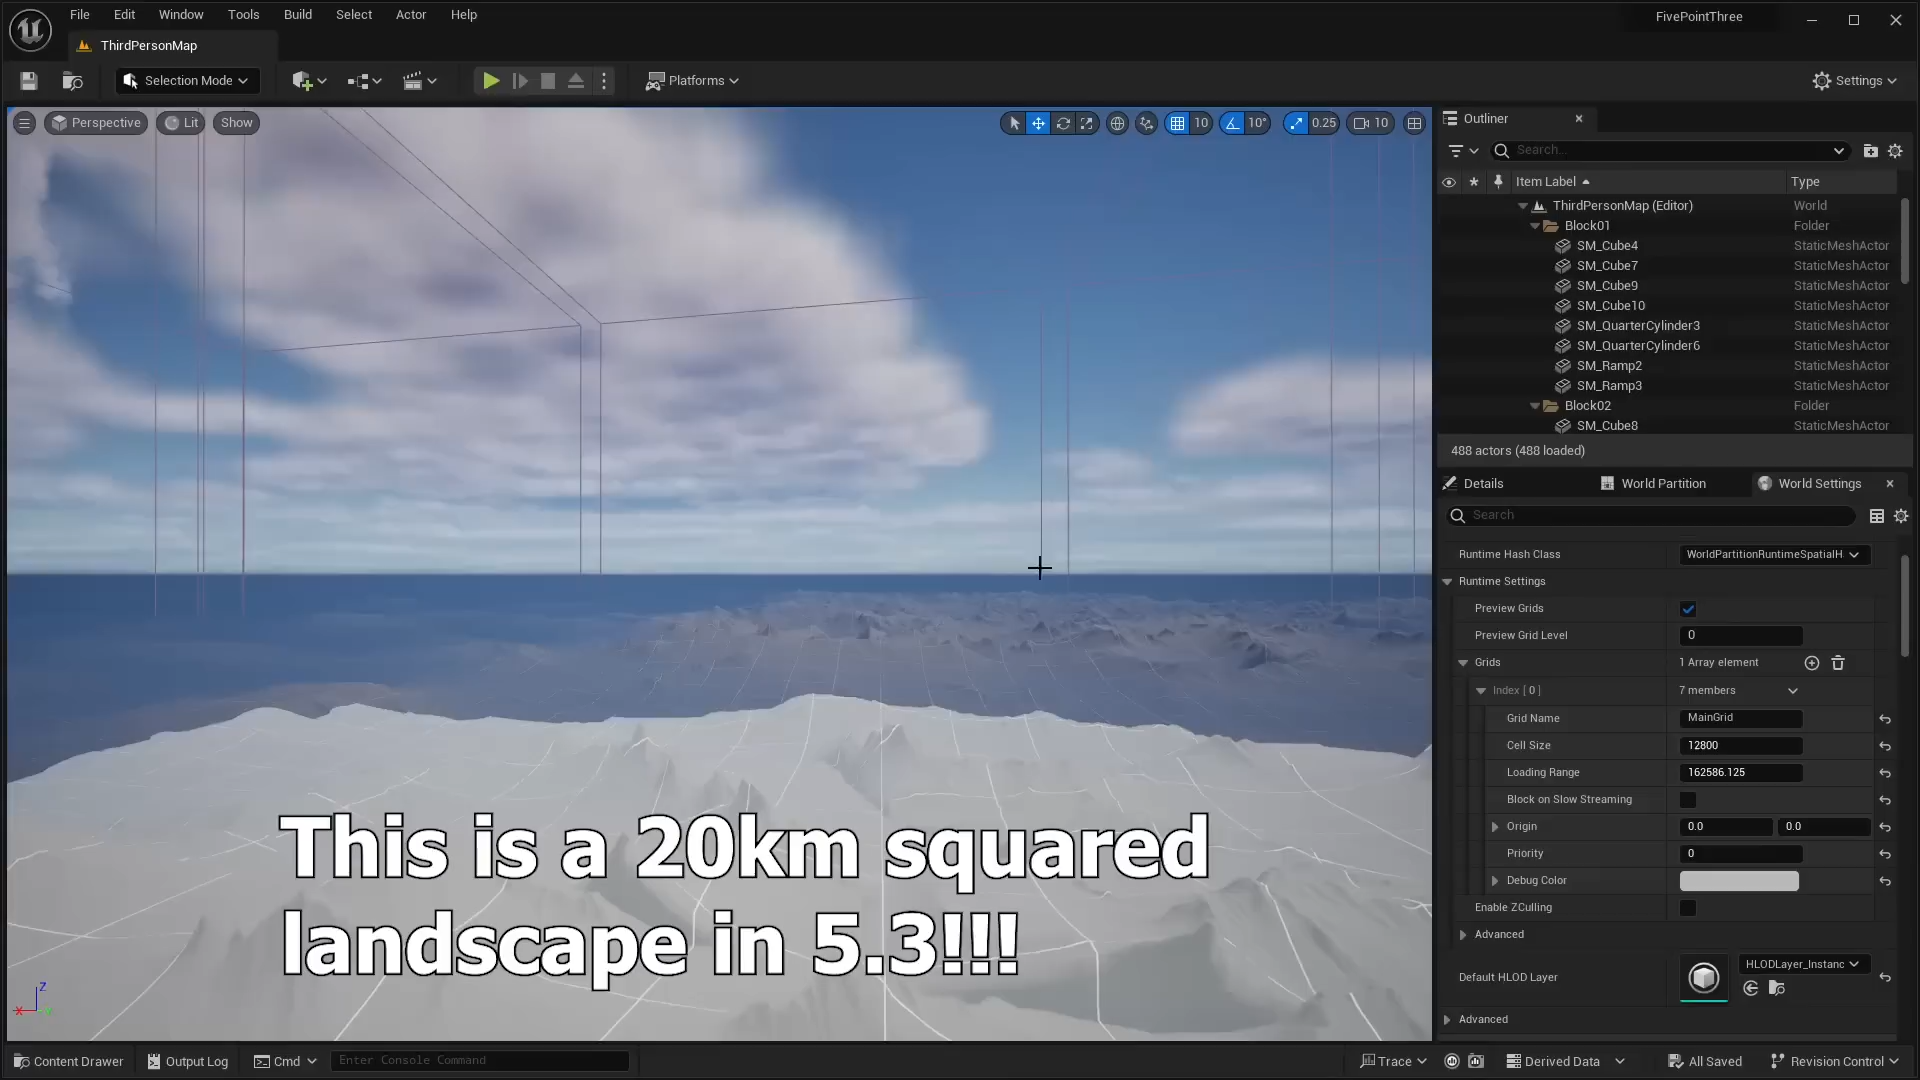 File Edit Window Tools Build Select Actor Help
FivePointThree
ThirdPersonMap
Selection Mode
Platforms
Settings
Perspective Lit Show
10 10° 0.25 10
Outliner
Search...
Item Label Type
ThirdPersonMap (Editor) World
Block01 Folder
SM_Cube4 StaticMeshActor
SM_Cube7 StaticMeshActor
SM_Cube9 StaticMeshActor
SM_Cube10 StaticMeshActor
SM_QuarterCylinder3 StaticMeshActor
SM_QuarterCylinder6 StaticMeshActor
SM_Ramp2 StaticMeshActor
SM_Ramp3 StaticMeshActor
Block02 Folder
SM_Cube8 StaticMeshActor
488 actors (488 loaded)
Details World Partition World Settings
Search
Runtime Hash Class WorldPartitionRuntimeSpatialH
Runtime Settings
Preview Grids
Preview Grid Level 0
Grids 1 Array element
Index [ 0 ] 7 members
Grid Name MainGrid
Cell Size 12800
Loading Range 162586.125
Block on Slow Streaming
Origin 0.0 0.0
Priority 0
Debug Color
Enable ZCulling
Advanced
Default HLOD Layer HLODLayer_Instanc
Advanced
This is a 20km squared
landscape in 5.3!!!
Z
X
Content Drawer Output Log Cmd Enter Console Command
Trace Derived Data All Saved Revision Control